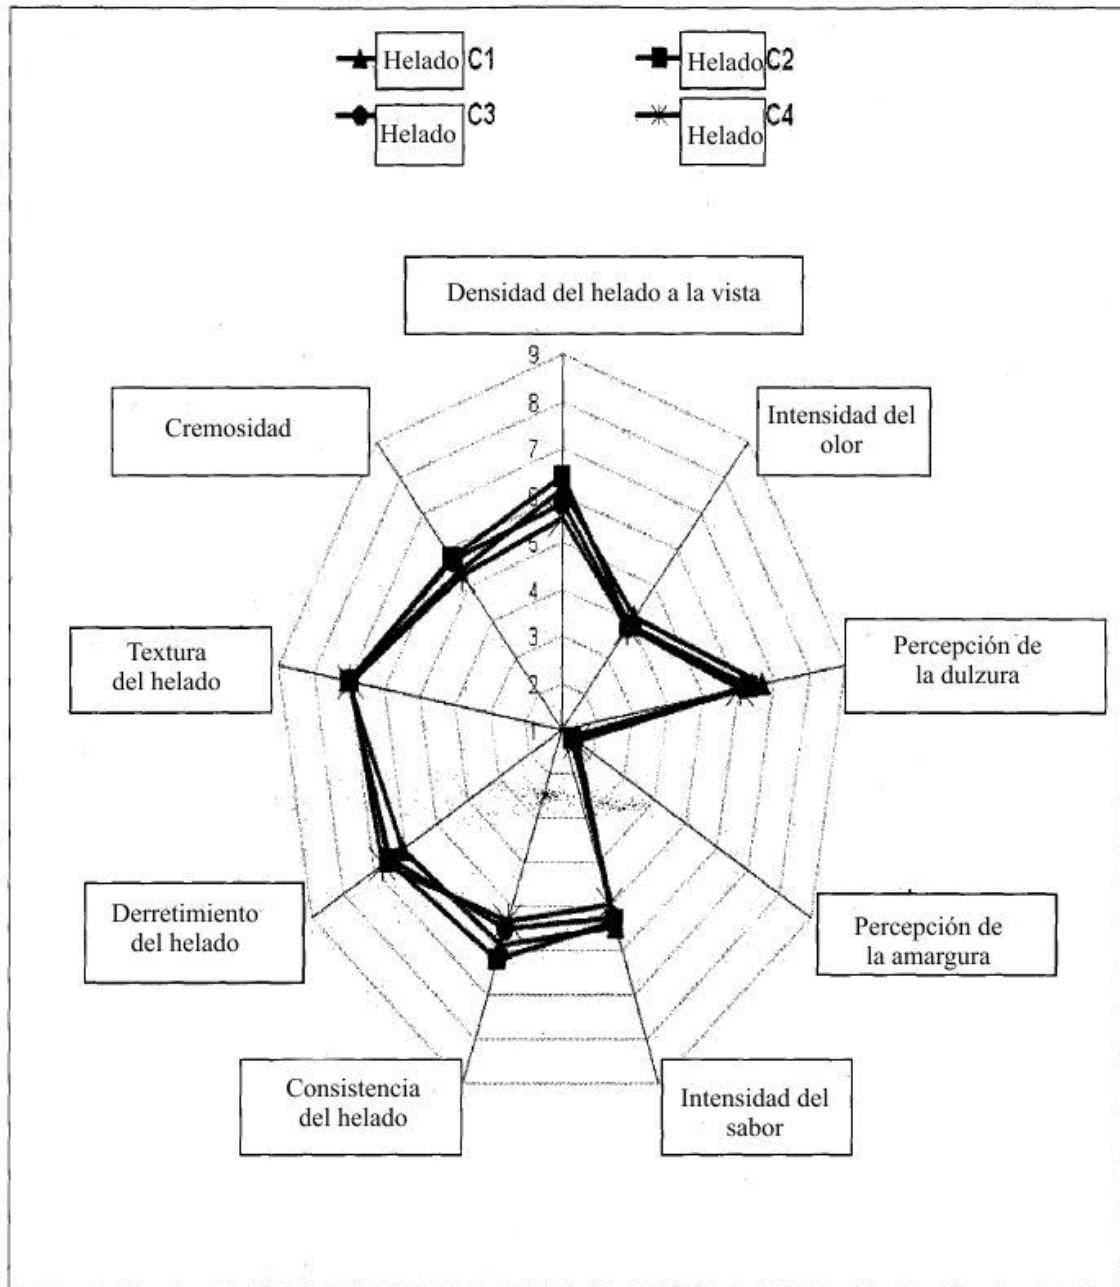 Helado C1
Helado C2
Helado C3
Helado C4
Densidad del helado a la vista
Cremosidad
Intensidad del
olor
9
8
7
6
5
4
3
2
1
Textura
del helado
Percepción de
la dulzura
Derretimiento
del helado
Percepción de
la amargura
Consistencia
del helado
Intensidad del
sabor